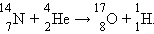 ¹⁴₇N + ⁴₂He ⟶ ¹⁷₈O + ¹₁H.